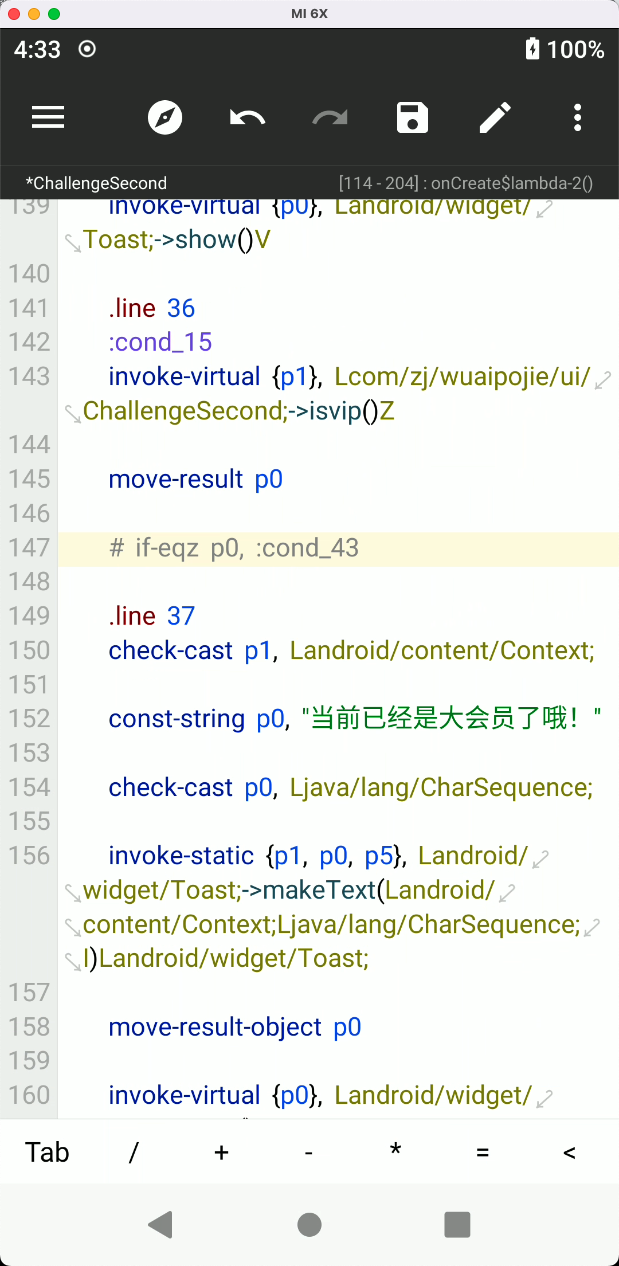 MI 6X
4:33 100%
*ChallengeSecond [114 - 204] : onCreate$lambda-2()
139 invoke-virtual {p0}, Landroid/widget/
Toast;->show()V
140
141 .line 36
142 :cond_15
143 invoke-virtual {p1}, Lcom/zj/wuaipojie/ui/
ChallengeSecond;->isvip()Z
144
145 move-result p0
146
147 # if-eqz p0, :cond_43
148
149 .line 37
150 check-cast p1, Landroid/content/Context;
151
152 const-string p0, "当前已经是大会员了哦！"
153
154 check-cast p0, Ljava/lang/CharSequence;
155
156 invoke-static {p1, p0, p5}, Landroid/
widget/Toast;->makeText(Landroid/
content/Context;Ljava/lang/CharSequence;
I)Landroid/widget/Toast;
157
158 move-result-object p0
159
160 invoke-virtual {p0}, Landroid/widget/
Tab / + - * = <